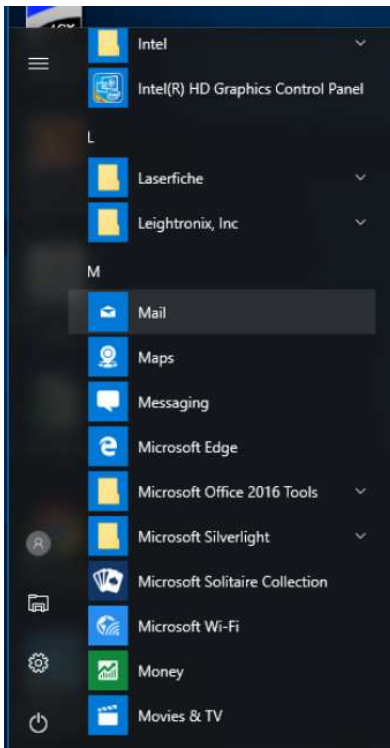 Intel
Intel(R) HD Graphics Control Panel
L
Laserfiche
Leightronix, Inc
M
Mail
Maps
Messaging
Microsoft Edge
Microsoft Office 2016 Tools
Microsoft Silverlight
Microsoft Solitaire Collection
Microsoft Wi-Fi
Money
Movies & TV